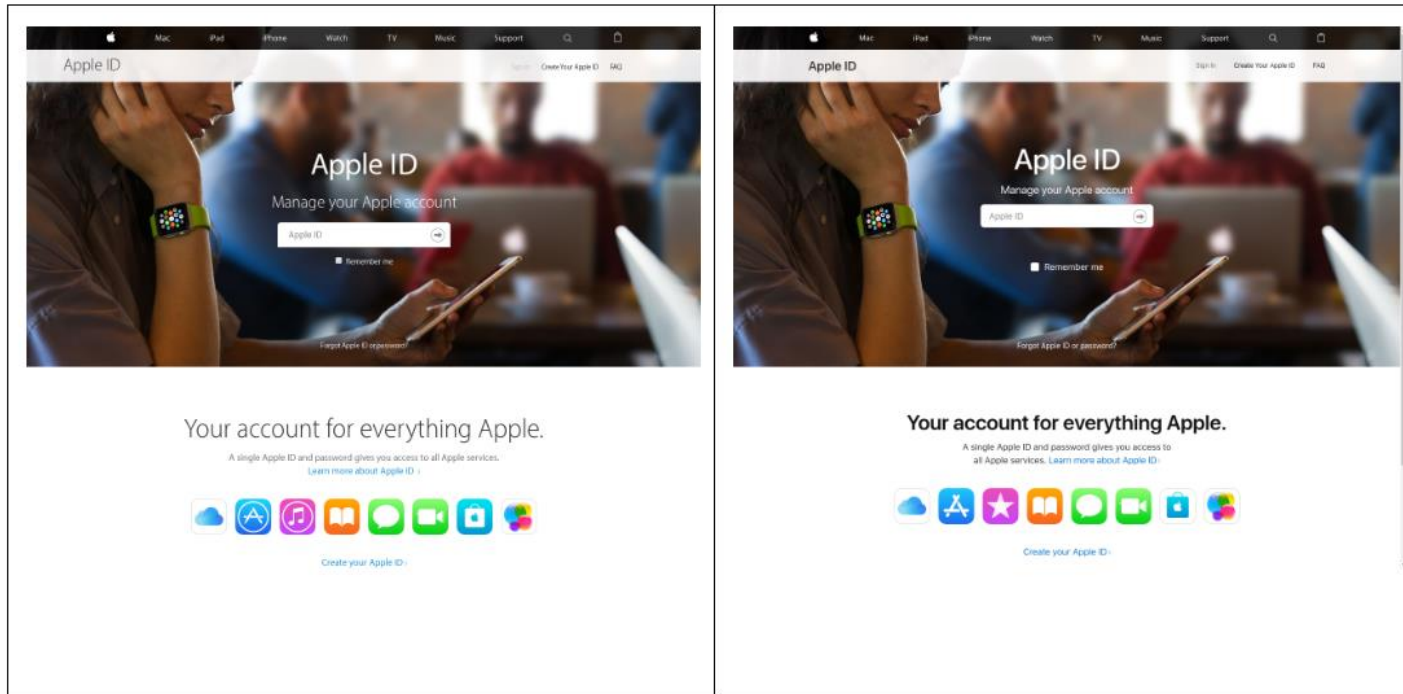 Mac iPad iPhone Watch TV Music Support
Apple ID
Create Your Apple ID FAQ
Apple ID
Manage your Apple account
Apple ID
Remember me
Forgot Apple ID or password?
Your account for everything Apple.
A single Apple ID and password gives you access to all Apple services.
Learn more about Apple ID ›
Create your Apple ID ›
Mac iPad iPhone Watch TV Music Support
Apple ID
Sign In Create Your Apple ID FAQ
Apple ID
Manage your Apple account
Apple ID
Remember me
Forgot Apple ID or password?
Your account for everything Apple.
A single Apple ID and password gives you access to
all Apple services. Learn more about Apple ID ›
Create your Apple ID ›